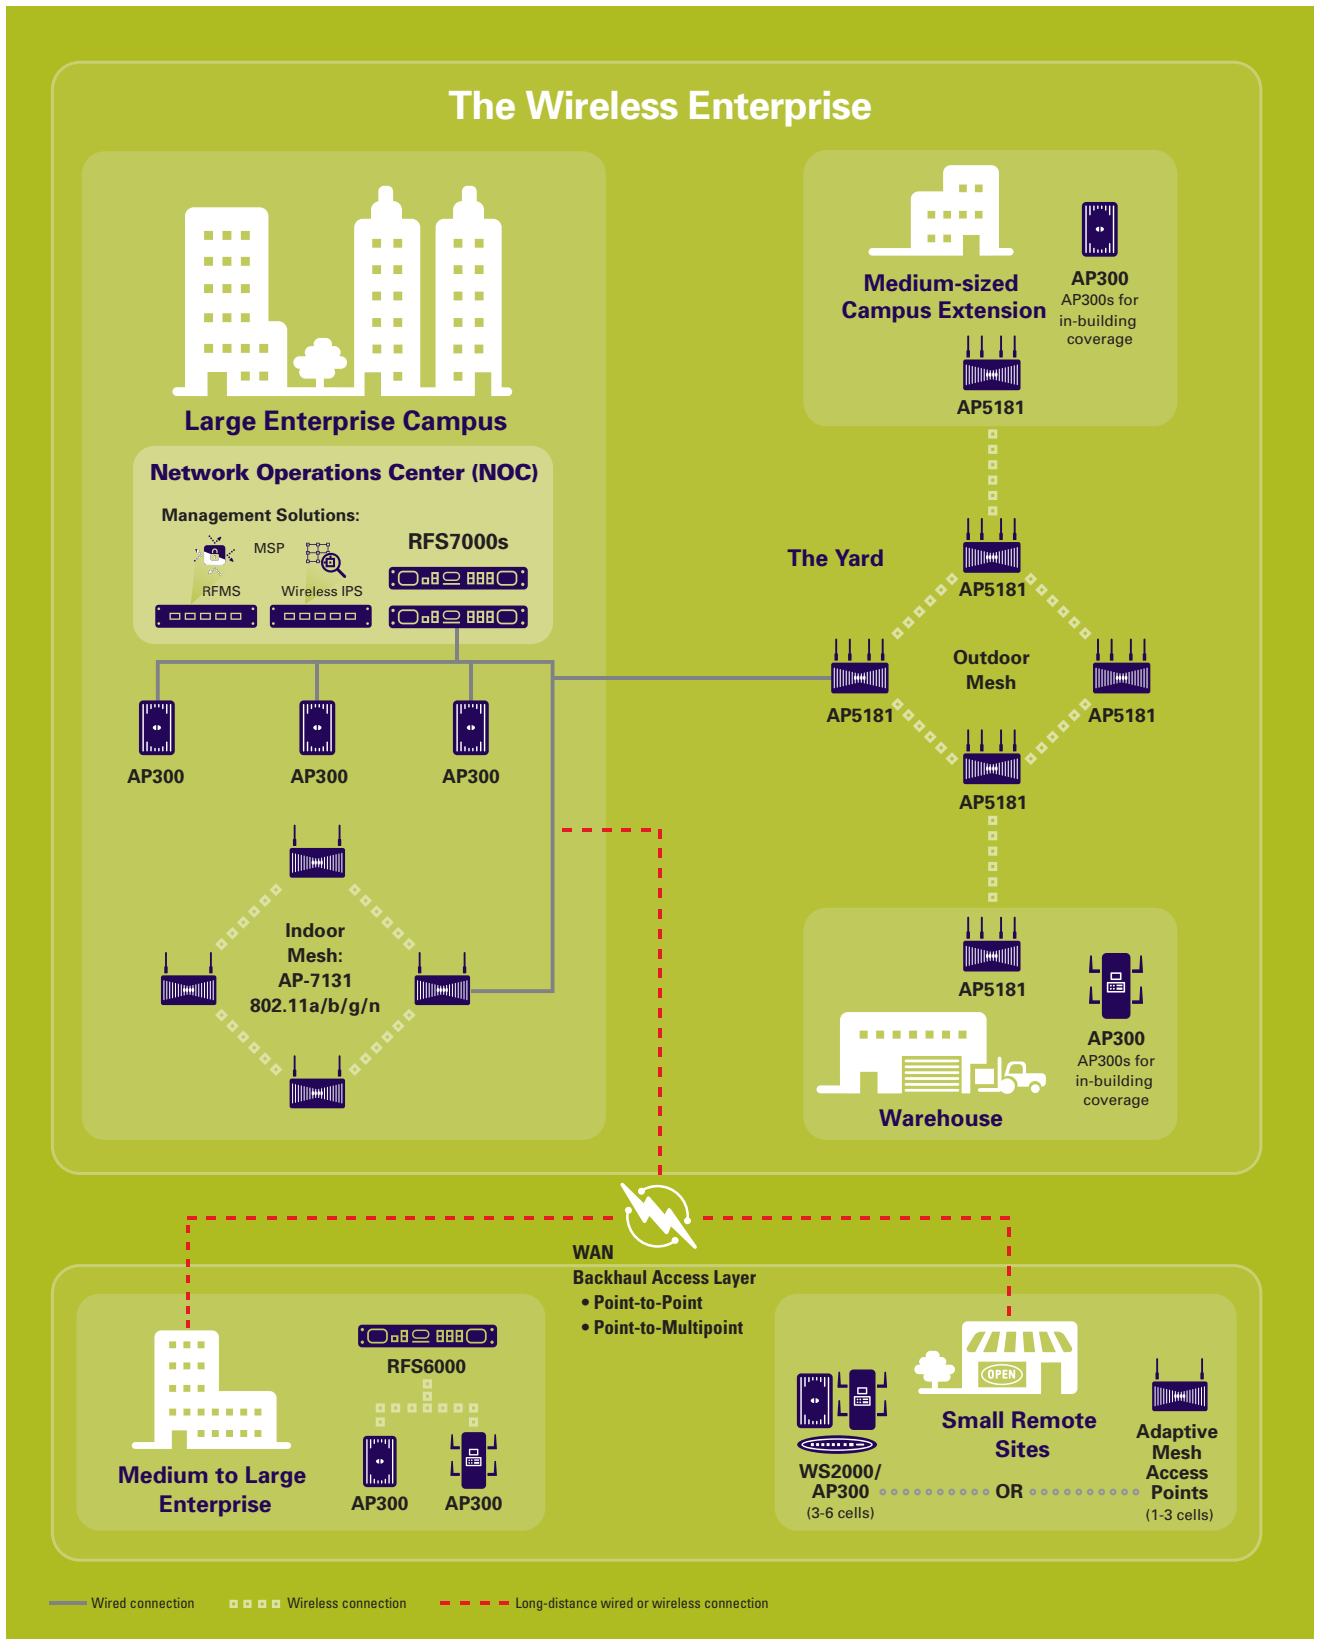 The Wireless Enterprise
Large Enterprise Campus
Network Operations Center (NOC)
Management Solutions:
MSP
RFMS
Wireless IPS
RFS7000s
AP300
AP300
AP300
Indoor
Mesh:
AP-7131
802.11a/b/g/n
Medium-sized
Campus Extension
AP300
AP300s for
in-building
coverage
AP5181
The Yard
AP5181
Outdoor
Mesh
AP5181
AP5181
AP5181
AP5181
AP300
AP300s for
in-building
coverage
Warehouse
WAN
Backhaul Access Layer
• Point-to-Point
• Point-to-Multipoint
RFS6000
AP300
AP300
Medium to Large
Enterprise
OPEN
Small Remote
Sites
WS2000/
AP300
(3-6 cells)
OR
Adaptive
Mesh
Access
Points
(1-3 cells)
Wired connection
Wireless connection
Long-distance wired or wireless connection